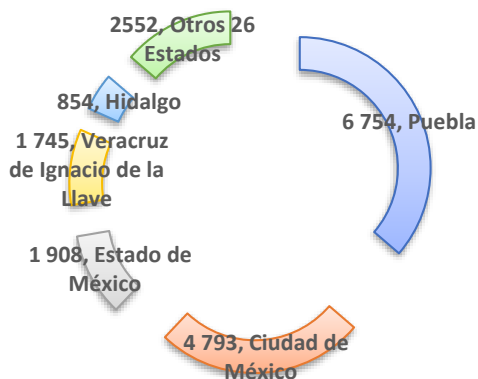 2552, Otros 26
Estados
854, Hidalgo
6 754, Puebla
1 745, Veracruz
de Ignacio de la
Llave
1 908, Estado de
México
4 793, Ciudad de
México